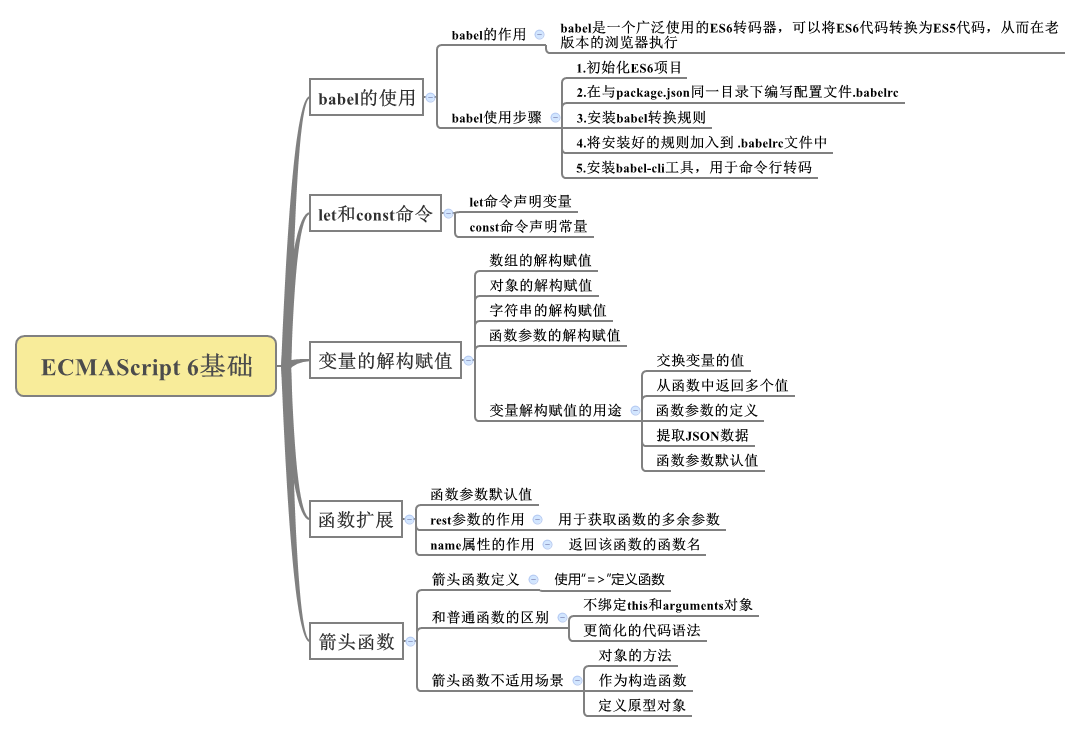 ECMAScript 6基础
babel的使用
babel的作用
babel是一个广泛使用的ES6转码器，可以将ES6代码转换为ES5代码，从而在老
版本的浏览器执行
babel使用步骤
1.初始化ES6项目
2.在与package.json同一目录下编写配置文件.babelrc
3.安装babel转换规则
4.将安装好的规则加入到 .babelrc文件中
5.安装babel-cli工具，用于命令行转码
let和const命令
let命令声明变量
const命令声明常量
变量的解构赋值
数组的解构赋值
对象的解构赋值
字符串的解构赋值
函数参数的解构赋值
变量解构赋值的用途
交换变量的值
从函数中返回多个值
函数参数的定义
提取JSON数据
函数参数默认值
函数扩展
函数参数默认值
rest参数的作用
用于获取函数的多余参数
name属性的作用
返回该函数的函数名
箭头函数
箭头函数定义
使用“=>”定义函数
和普通函数的区别
不绑定this和arguments对象
更简化的代码语法
箭头函数不适用场景
对象的方法
作为构造函数
定义原型对象